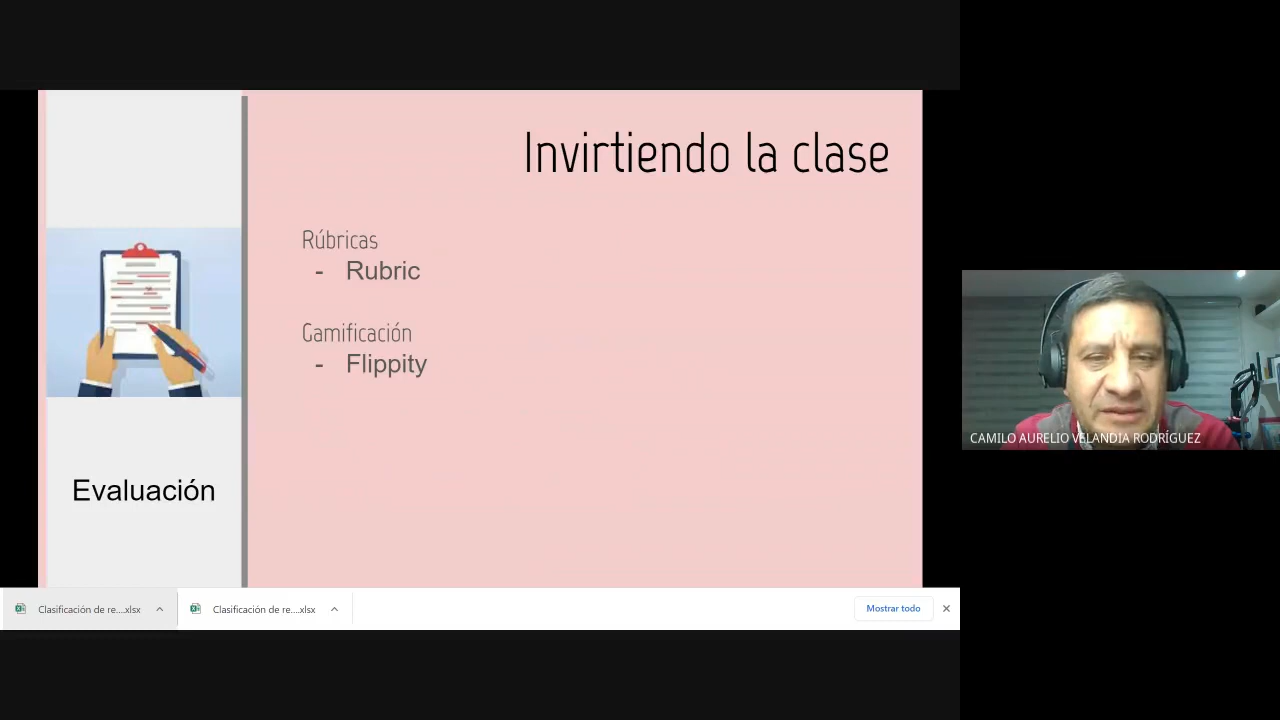 Invirtiendo la clase
Rúbricas
- Rubric
Gamificación
- Flippity
Evaluación
CAMILO AURELIO VELANDIA RODRÍGUEZ
Clasificación de re....xlsx
Clasificación de re....xlsx
Mostrar todo